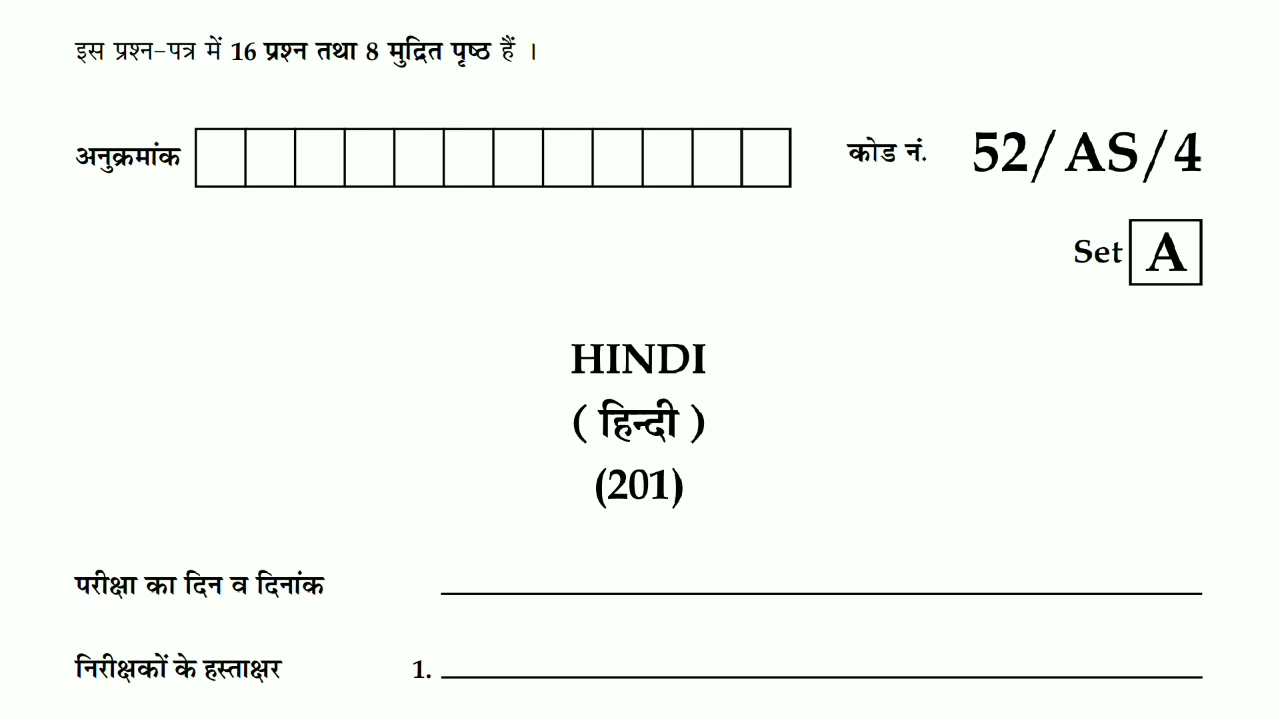 इस प्रश्न-पत्र में 16 प्रश्न तथा 8 मुद्रित पृष्ठ हैं ।
अनुक्रमांक कोड नं. 52/AS/4
Set A
HINDI
( हिन्दी )
(201)
परीक्षा का दिन व दिनांक
निरीक्षकों के हस्ताक्षर 1.